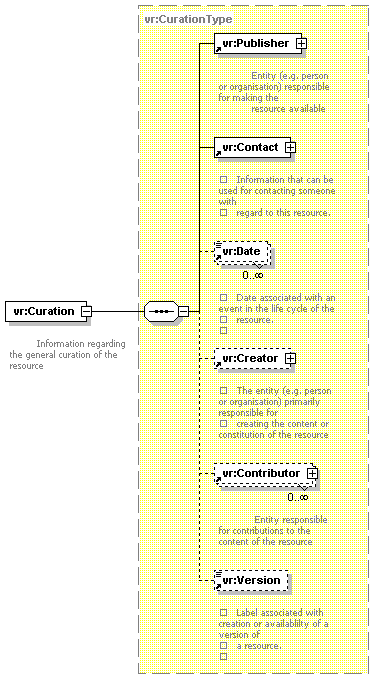 vr:CurationType
vr:Publisher
Entity (e.g. person
or organisation) responsible
for making the
resource available
vr:Contact
Information that can be
used for contacting someone
with
regard to this resource.
vr:Date
0..∞
Date associated with an
event in the life cycle of the
resource.
vr:Curation
Information regarding
the general curation of the
resource
vr:Creator
The entity (e.g. person
or organisation) primarily
responsible for
creating the content or
constitution of the resource
vr:Contributor
0..∞
Entity responsible
for contributions to the
content of the resource
vr:Version
Label associated with
creation or availablilty of a
version of
a resource.